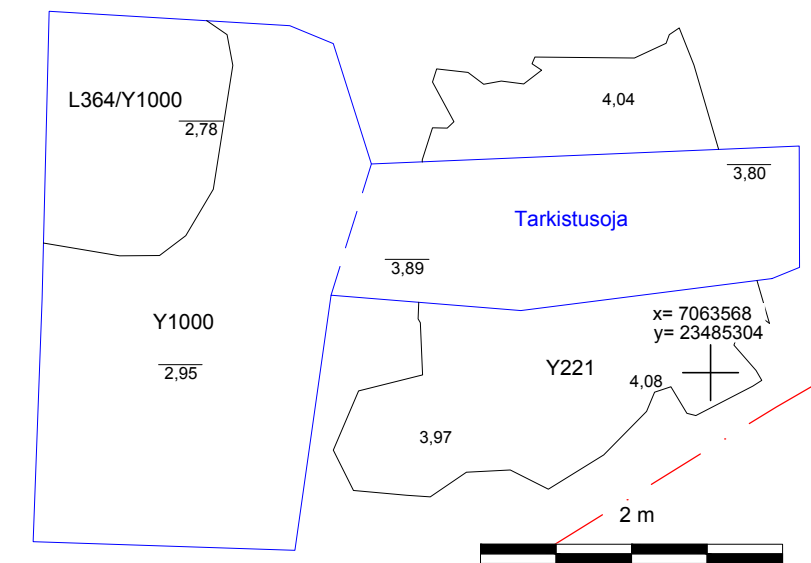 L364/Y1000
2,78
4,04
3,80
Tarkistusoja
3,89
x= 7063568
y= 23485304
Y1000
2,95
Y221
4,08
3,97
2 m